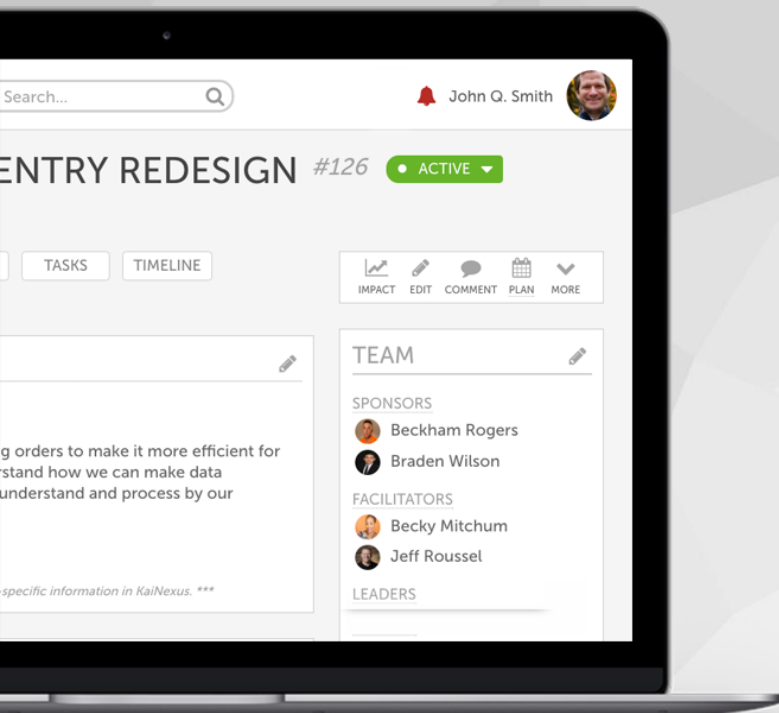 Search...
John Q. Smith
ENTRY REDESIGN #126 ACTIVE
TASKS TIMELINE
IMPACT EDIT COMMENT PLAN MORE
TEAM
SPONSORS
Beckham Rogers
g orders to make it more efficient for
Braden Wilson
rstand how we can make data
understand and process by our
FACILITATORS
Becky Mitchum
Jeff Roussel
-specific information in KaiNexus. ***
LEADERS